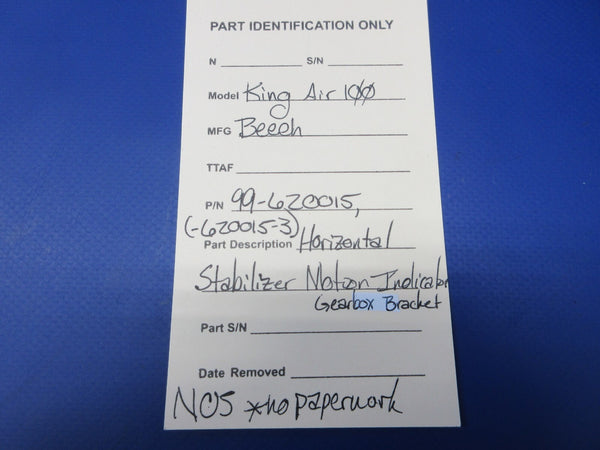 PART IDENTIFICATION ONLY
N S/N
Model King Air 100
MFG Beech
TTAF
P/N 99-620015,
(-620015-3)
Part Description Horizontal
Stabilizer Motion Indicator
Gearbox Bracket
Part S/N
Date Removed
NOS *no paperwork